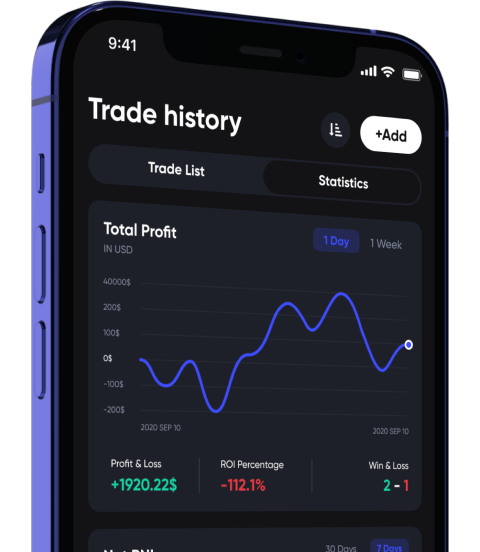 9:41
Trade history
+Add
Trade List
Statistics
Total Profit
1 Day
1 Week
IN USD
40000$
200$
100$
0$
-100$
-200$
2020 SEP 10
2020 SEP 10
Profit & Loss
ROI Percentage
Win & Loss
+1920.22$
-112.1%
2 - 1
30 Days
7 Days